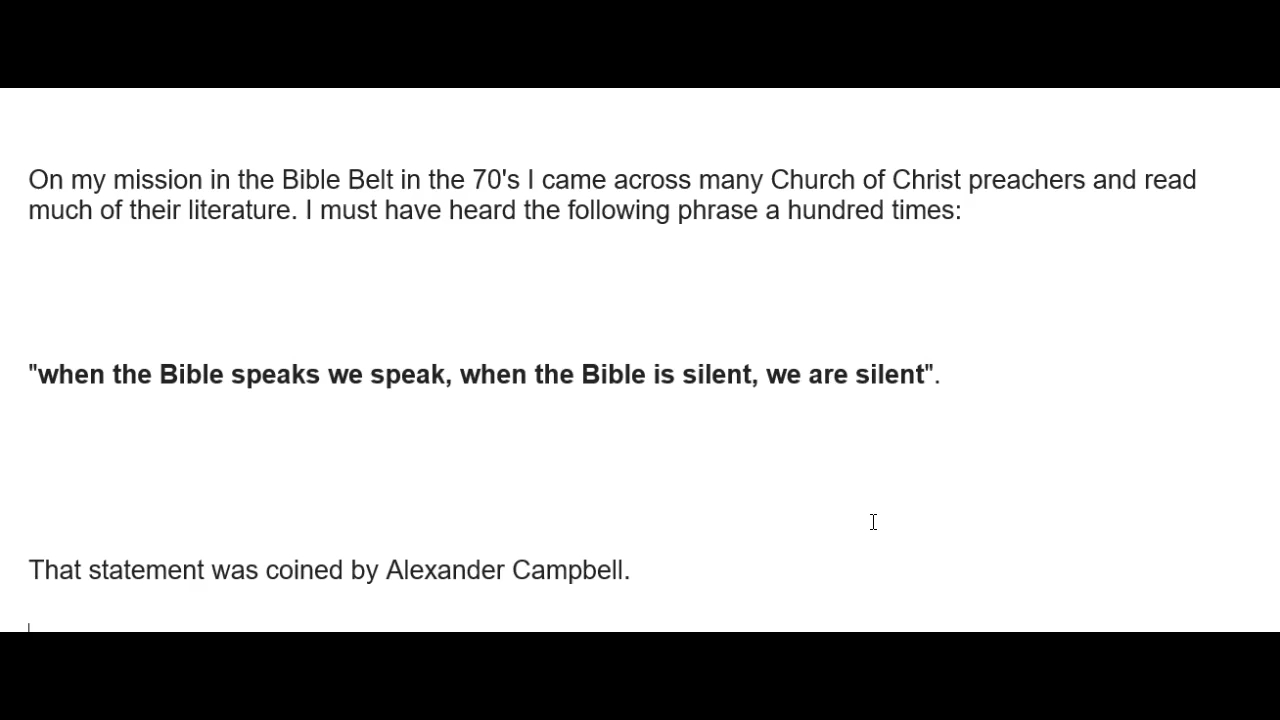 On my mission in the Bible Belt in the 70's I came across many Church of Christ preachers and read
much of their literature. I must have heard the following phrase a hundred times:
"when the Bible speaks we speak, when the Bible is silent, we are silent".
That statement was coined by Alexander Campbell.